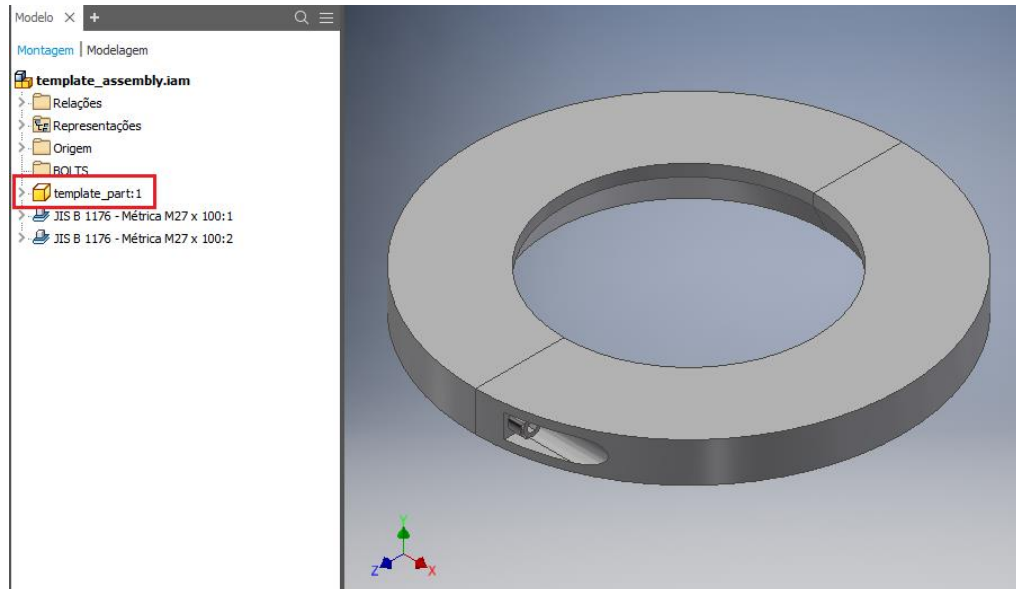 Modelo × +
Montagem | Modelagem
template_assembly.iam
Relações
Representações
Origem
BOLTS
template_part:1
JIS B 1176 - Métrica M27 x 100:1
JIS B 1176 - Métrica M27 x 100:2
Y
Z
X